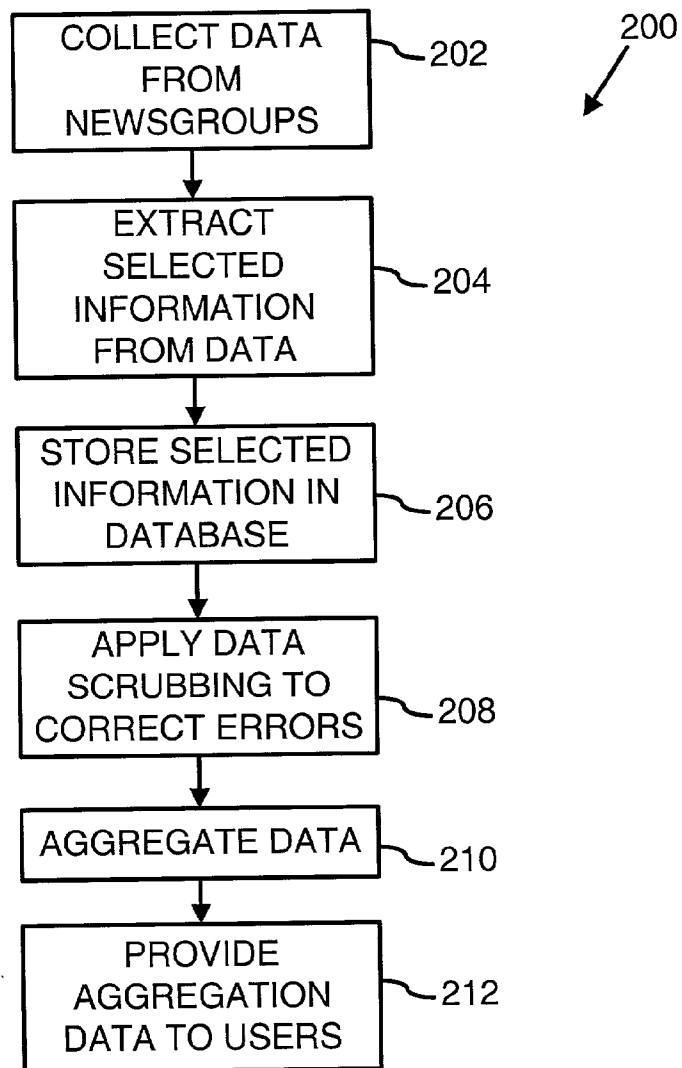 200
COLLECT DATA
FROM
NEWSGROUPS
202
EXTRACT
SELECTED
INFORMATION
FROM DATA
204
STORE SELECTED
INFORMATION IN
DATABASE
206
APPLY DATA
SCRUBBING TO
CORRECT ERRORS
208
AGGREGATE DATA
210
PROVIDE
AGGREGATION
DATA TO USERS
212